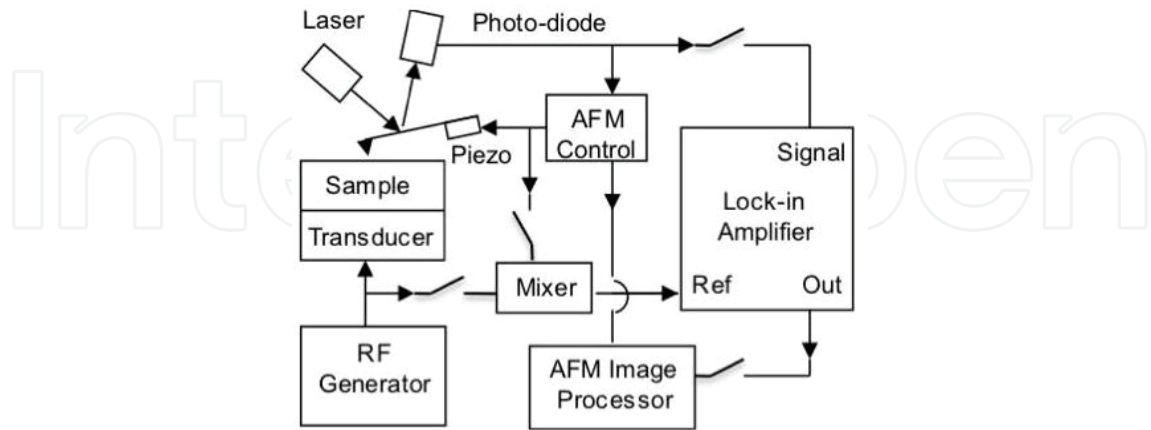 Laser
Photo-diode
AFM
Control
Piezo
Signal
Sample
Lock-in
Amplifier
Transducer
Mixer
Ref
Out
RF
Generator
AFM Image
Processor